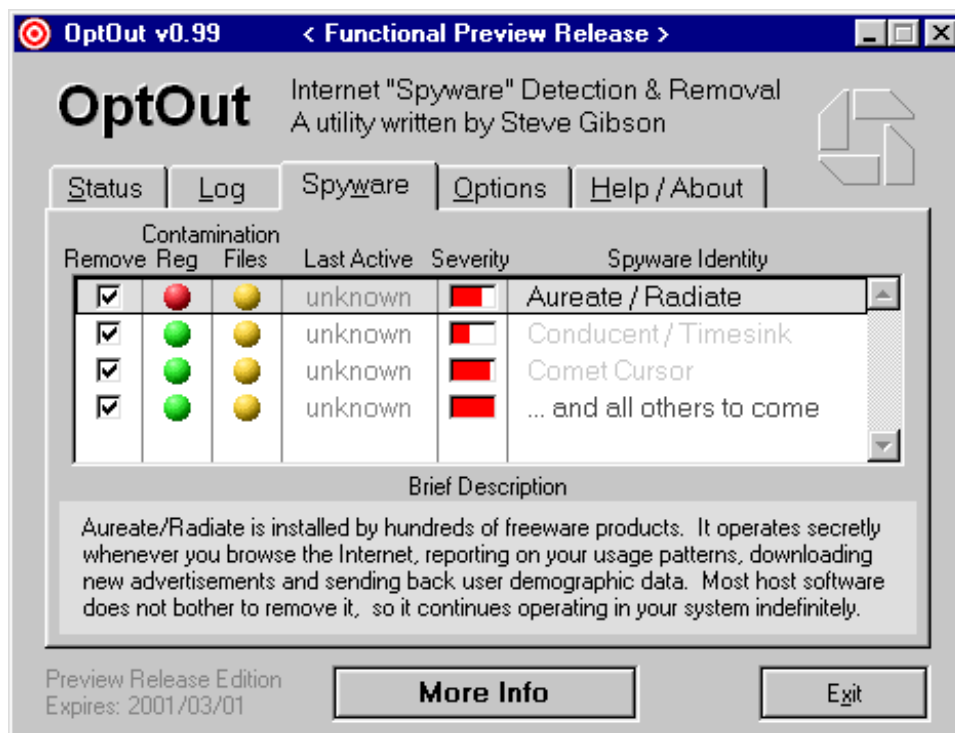 OptOut v0.99 < Functional Preview Release >
OptOut
Internet "Spyware" Detection & Removal
A utility written by Steve Gibson
Status Log Spyware Options Help / About
Contamination
Remove Reg Files Last Active Severity Spyware Identity
unknown Aureate / Radiate
unknown Conducent / Timesink
unknown Comet Cursor
unknown ... and all others to come
Brief Description
Aureate/Radiate is installed by hundreds of freeware products. It operates secretly
whenever you browse the Internet, reporting on your usage patterns, downloading
new advertisements and sending back user demographic data. Most host software
does not bother to remove it, so it continues operating in your system indefinitely.
Preview Release Edition
Expires: 2001/03/01
More Info
Exit